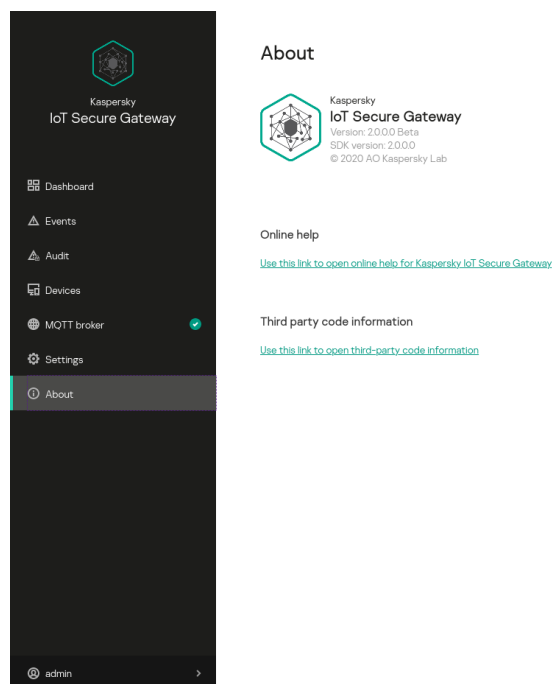 Kaspersky
IoT Secure Gateway
Dashboard
Events
Audit
Devices
MQTT broker
Settings
About
admin
About
Kaspersky
IoT Secure Gateway
Version: 2.0.0.0 Beta
SDK version: 2.0.0.0
© 2020 AO Kaspersky Lab
Online help
Use this link to open online help for Kaspersky IoT Secure Gateway
Third party code information
Use this link to open third-party code information